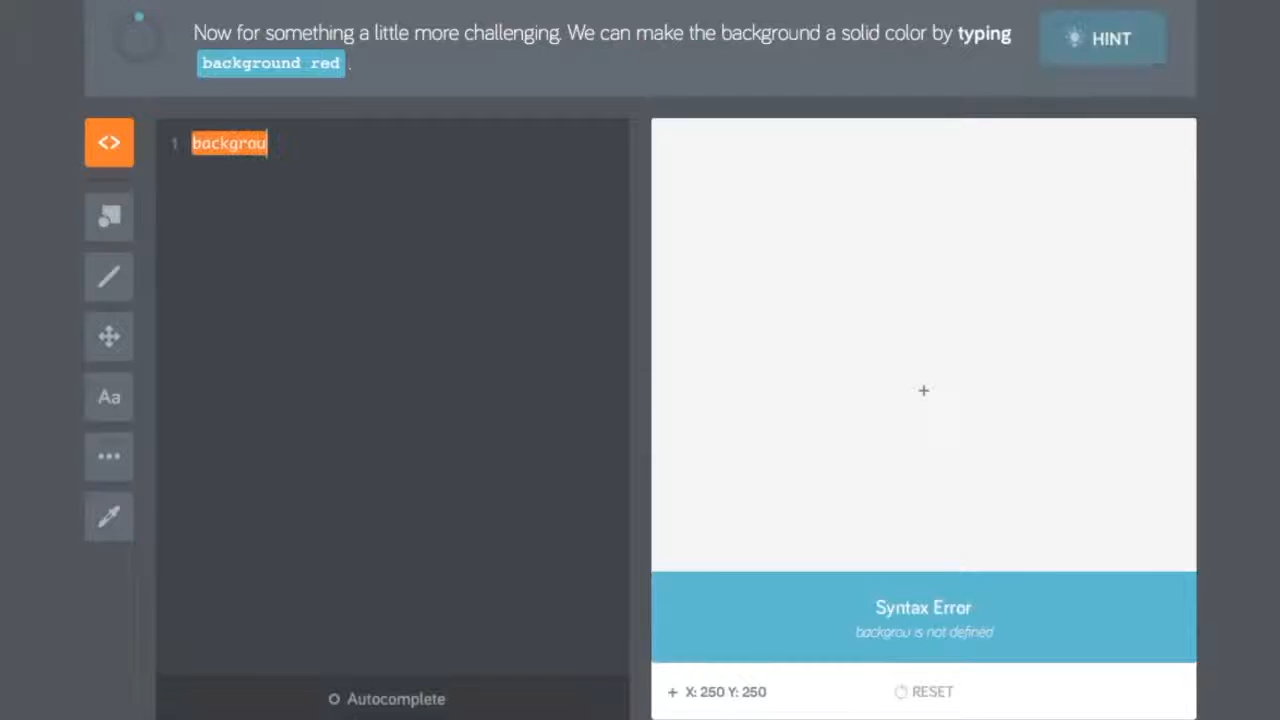 Now for something a little more challenging. We can make the background a solid color by typing
background red .
HINT
<>
1 backgrou
Aa
Syntax Error
backgrou is not defined
Autocomplete
+ X: 250 Y: 250
RESET